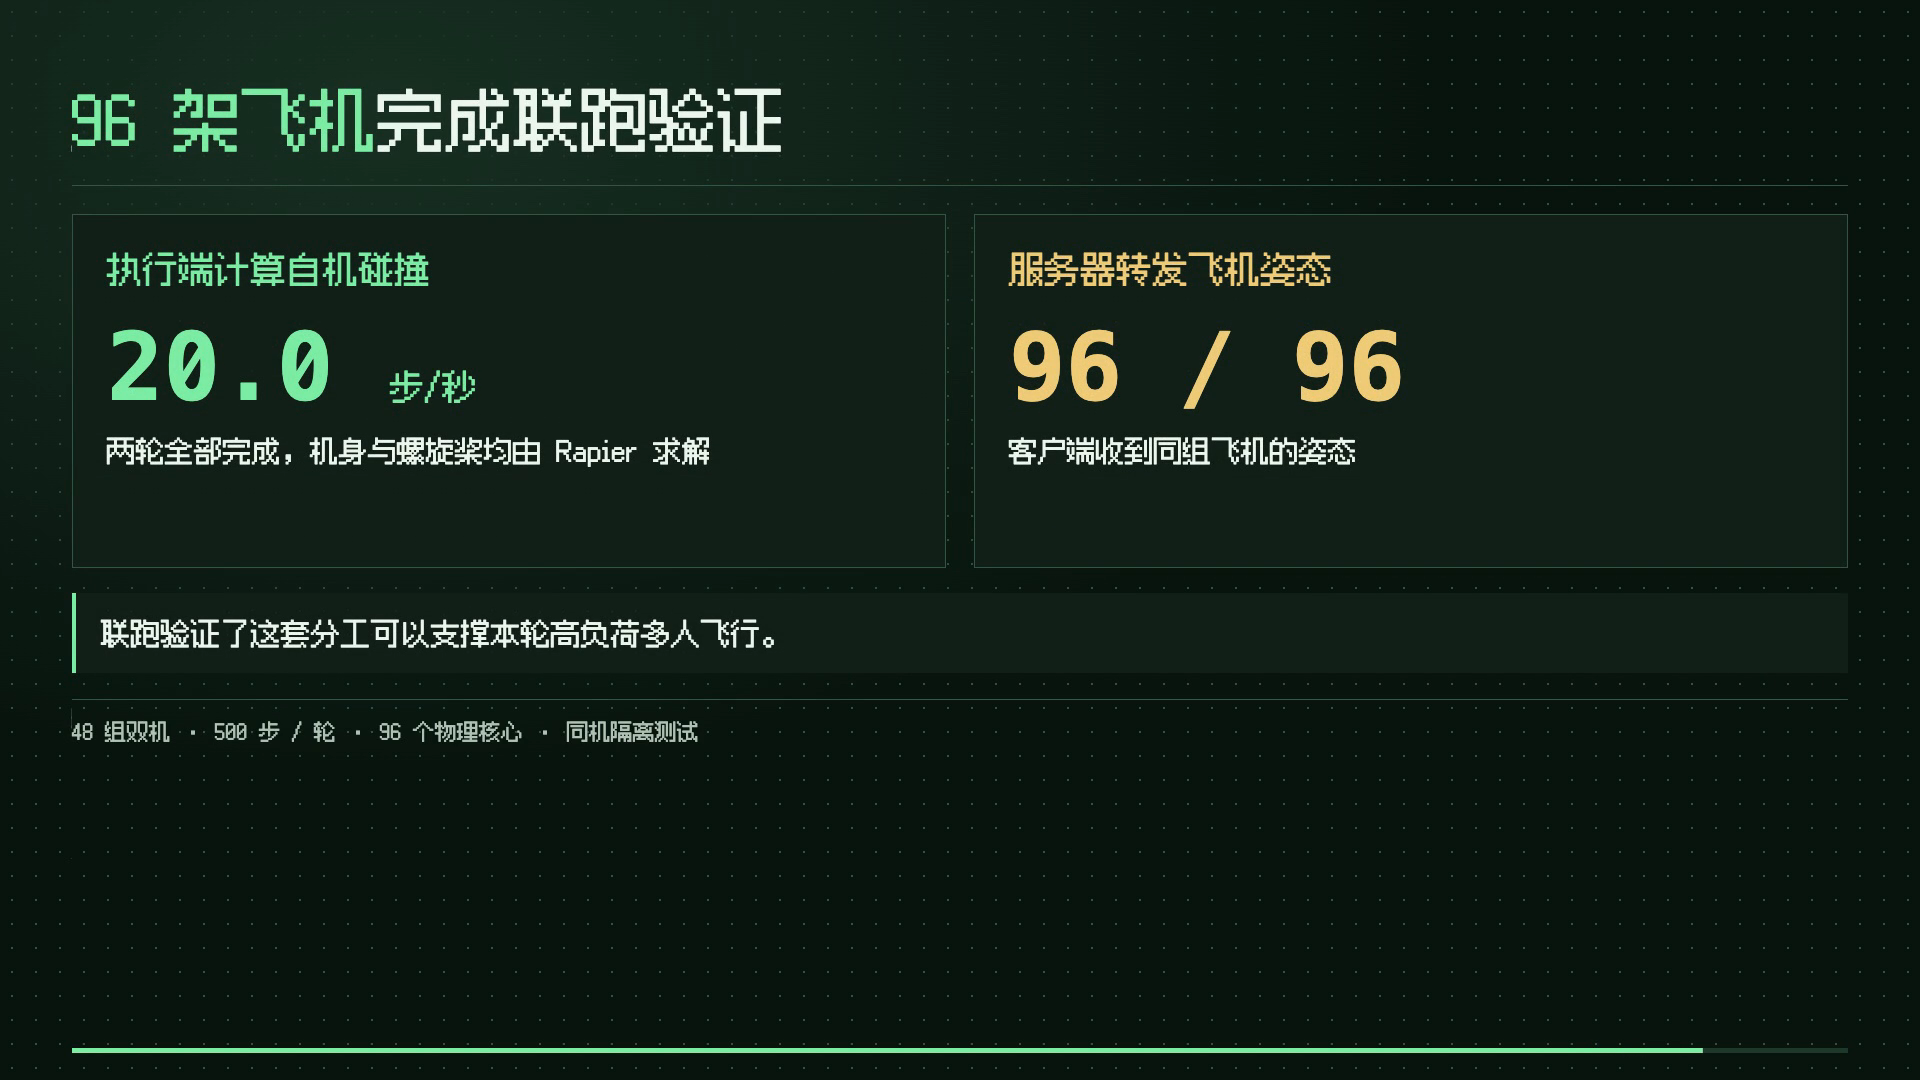 96 架飞机完成联跑验证
执行端计算自机碰撞
20.0 步/秒
两轮全部完成，机身与螺旋桨均由 Rapier 求解
服务器转发飞机姿态
96 / 96
客户端收到同组飞机的姿态
联跑验证了这套分工可以支撑本轮高负荷多人飞行。
48 组双机 · 500 步 / 轮 · 96 个物理核心 · 同机隔离测试